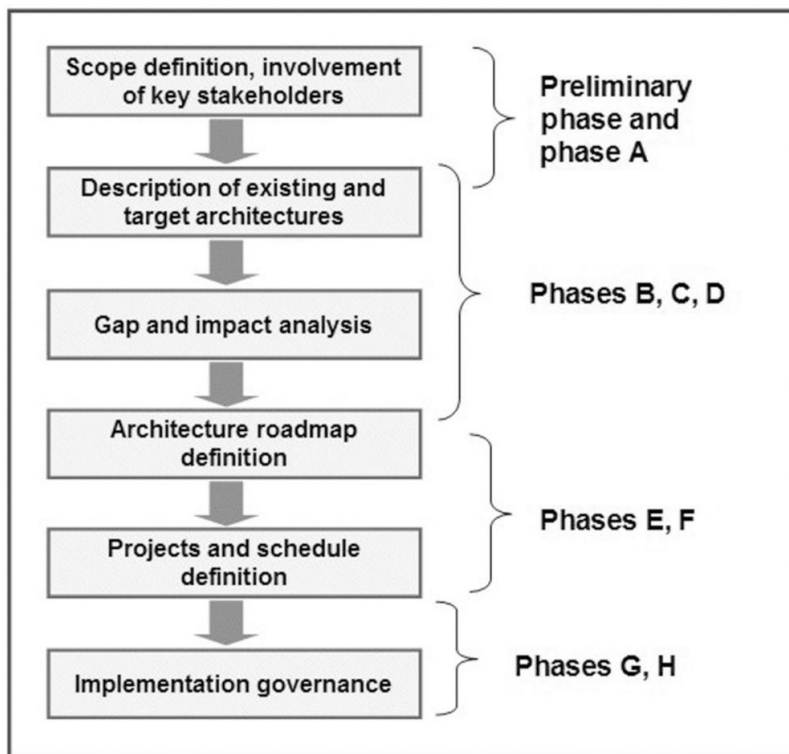 Scope definition, involvement
of key stakeholders
Preliminary
phase and
phase A
Description of existing and
target architectures
Phases B, C, D
Gap and impact analysis
Architecture roadmap
definition
Phases E, F
Projects and schedule
definition
Phases G, H
Implementation governance